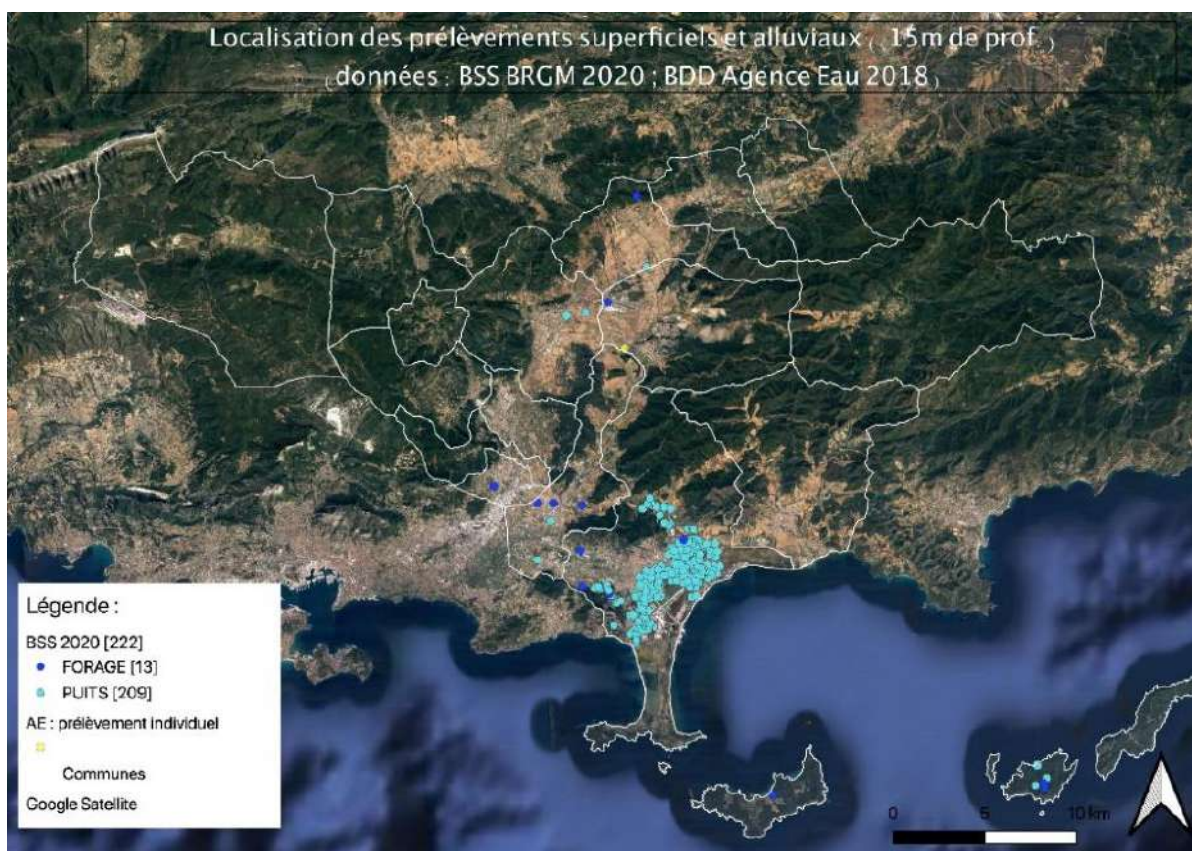 Localisation des prélèvements superficiels et alluviaux ( 15m de prof )
(données : BSS BRGM 2020 ; BDD Agence Eau 2018)
Légende :
BSS 2020 [222]
FORAGE [13]
PUITS [209]
AE : prélèvement individuel
Communes
Google Satellite
0 5 10 km